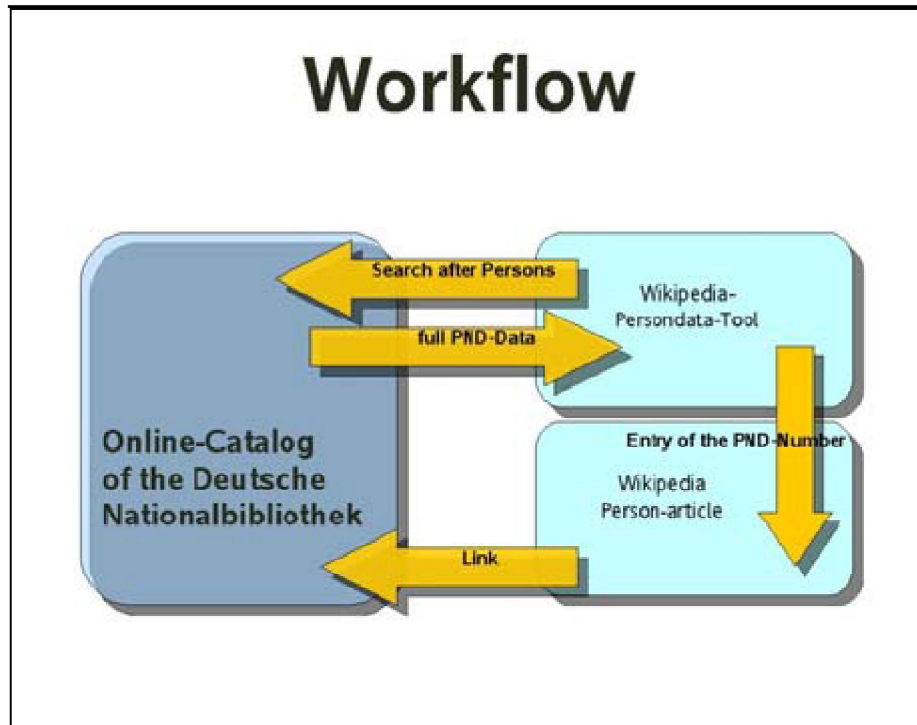 Workflow
Search after Persons
Wikipedia-
Persondata-Tool
full PND-Data
Online-Catalog
of the Deutsche
Nationalbibliothek
Entry of the PND-Number
Wikipedia
Person-article
Link